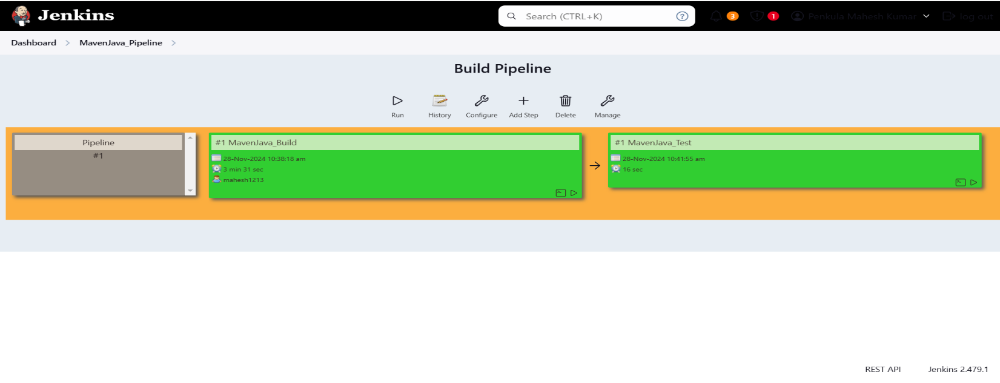 Jenkins
Search (CTRL+K)
?
3
1
Penkula Mahesh Kumar
log out
Dashboard > MavenJava_Pipeline >
Build Pipeline
Run
History
Configure
Add Step
Delete
Manage
Pipeline
#1
#1 MavenJava_Build
28-Nov-2024 10:38:18 am
3 min 31 sec
mahesh1213
#1 MavenJava_Test
28-Nov-2024 10:41:55 am
16 sec
REST API
Jenkins 2.479.1